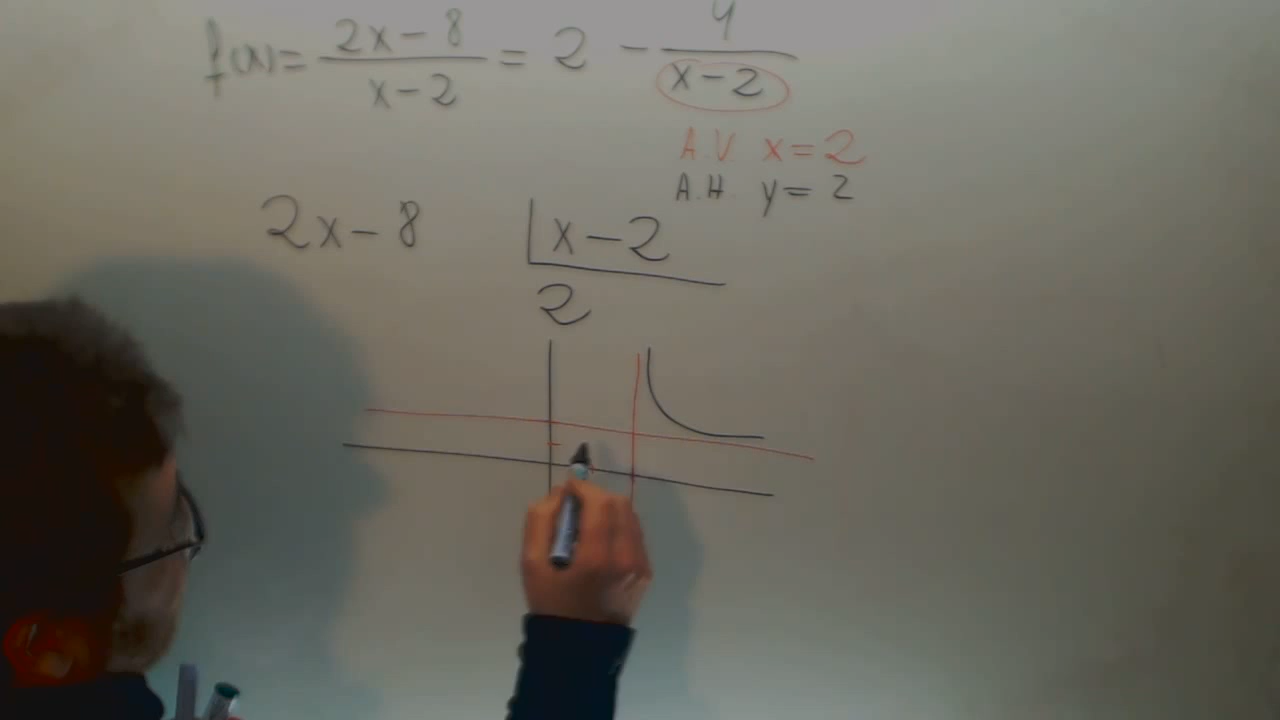 f(x) = (2x - 8)/(x - 2) = 2 - 4/(x - 2)
A.V. x = 2
A.H. y = 2
2x - 8 | x - 2
2